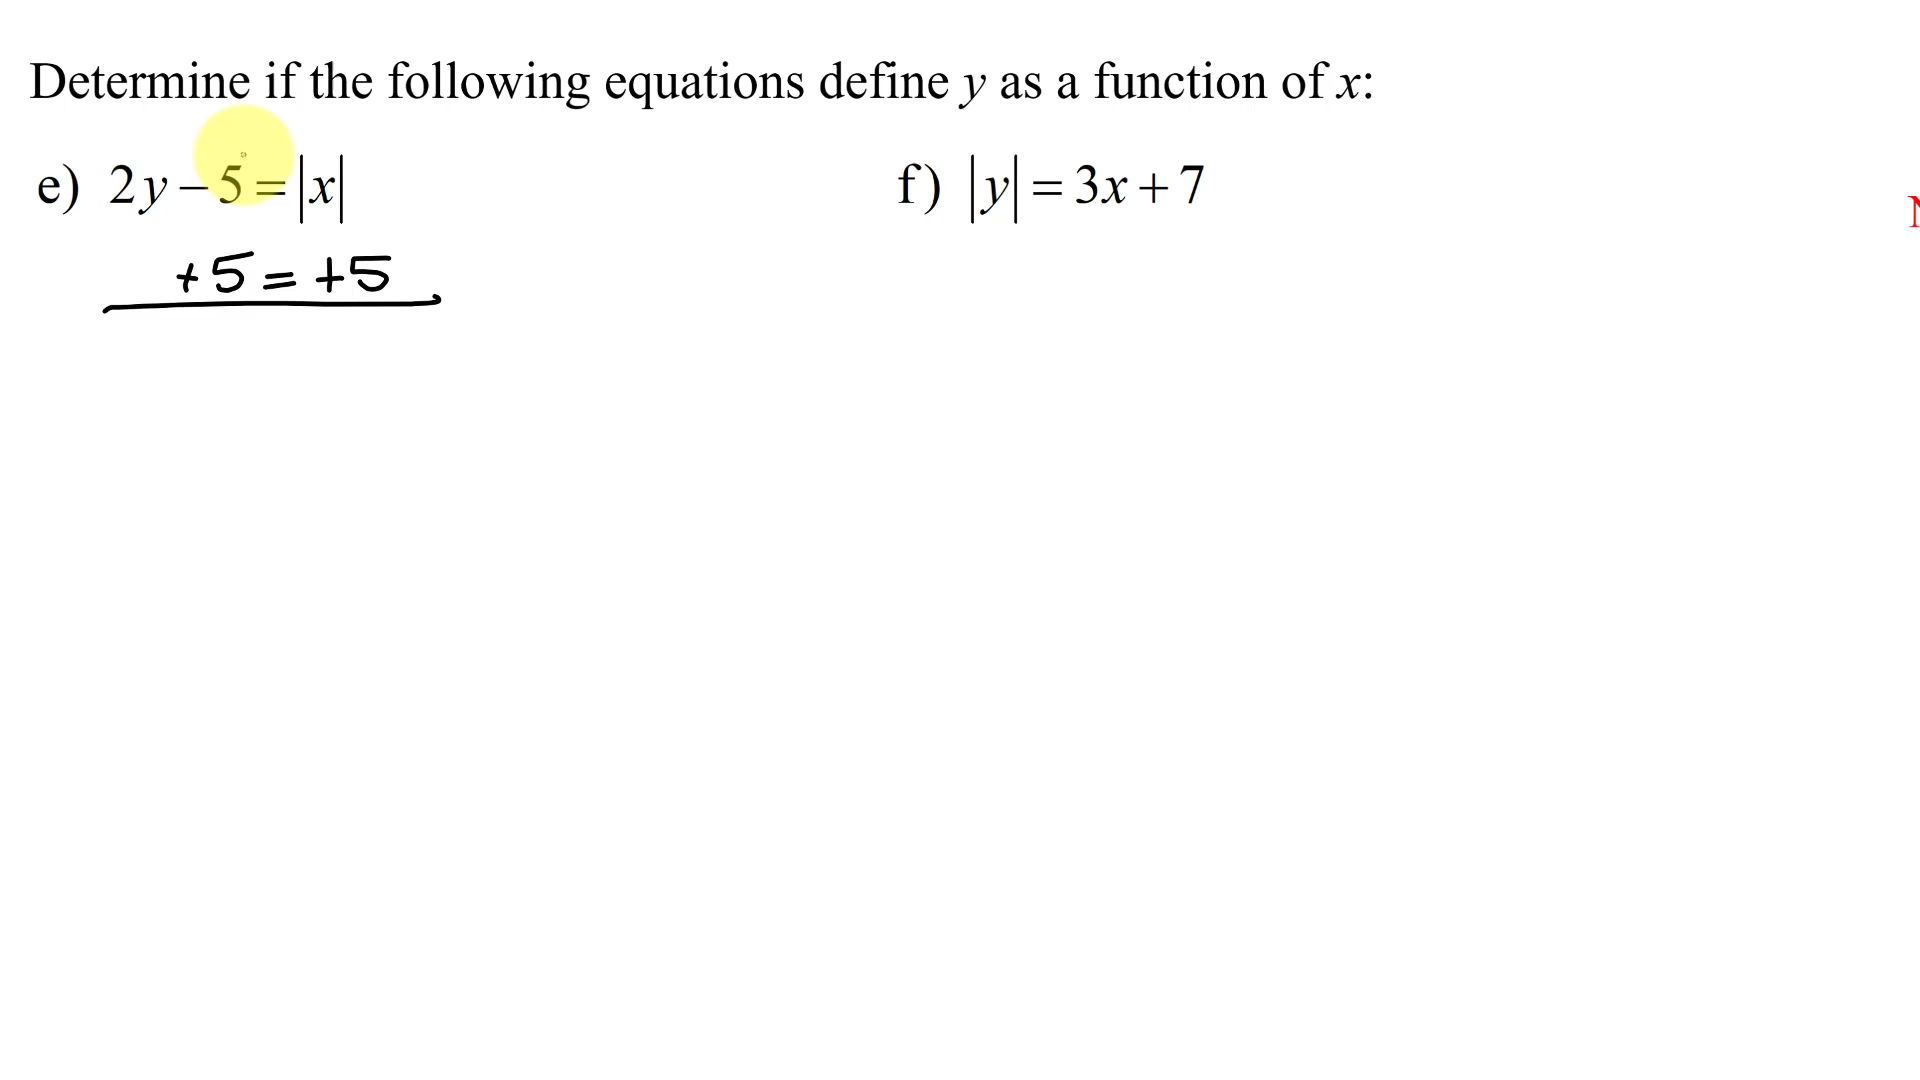 Determine if the following equations define y as a function of x:
e) 2y – 5 = |x|
+5 = +5
f) |y| = 3x + 7
N